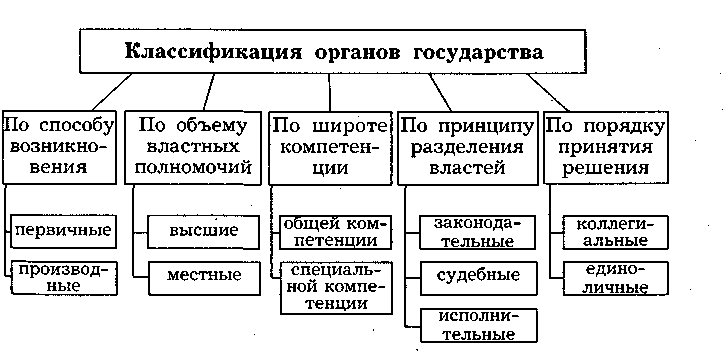 Классификация органов государства
По способу
возникно-
вения
По объему
властных
полномочий
По широте
компетен-
ции
По принципу
разделения
властей
По порядку
принятия
решения
первичные
производ-
ные
высшие
местные
общей ком-
петенции
специаль-
ной компе-
тенции
законода-
тельные
судебные
исполни-
тельные
коллеги-
альные
едино-
личные